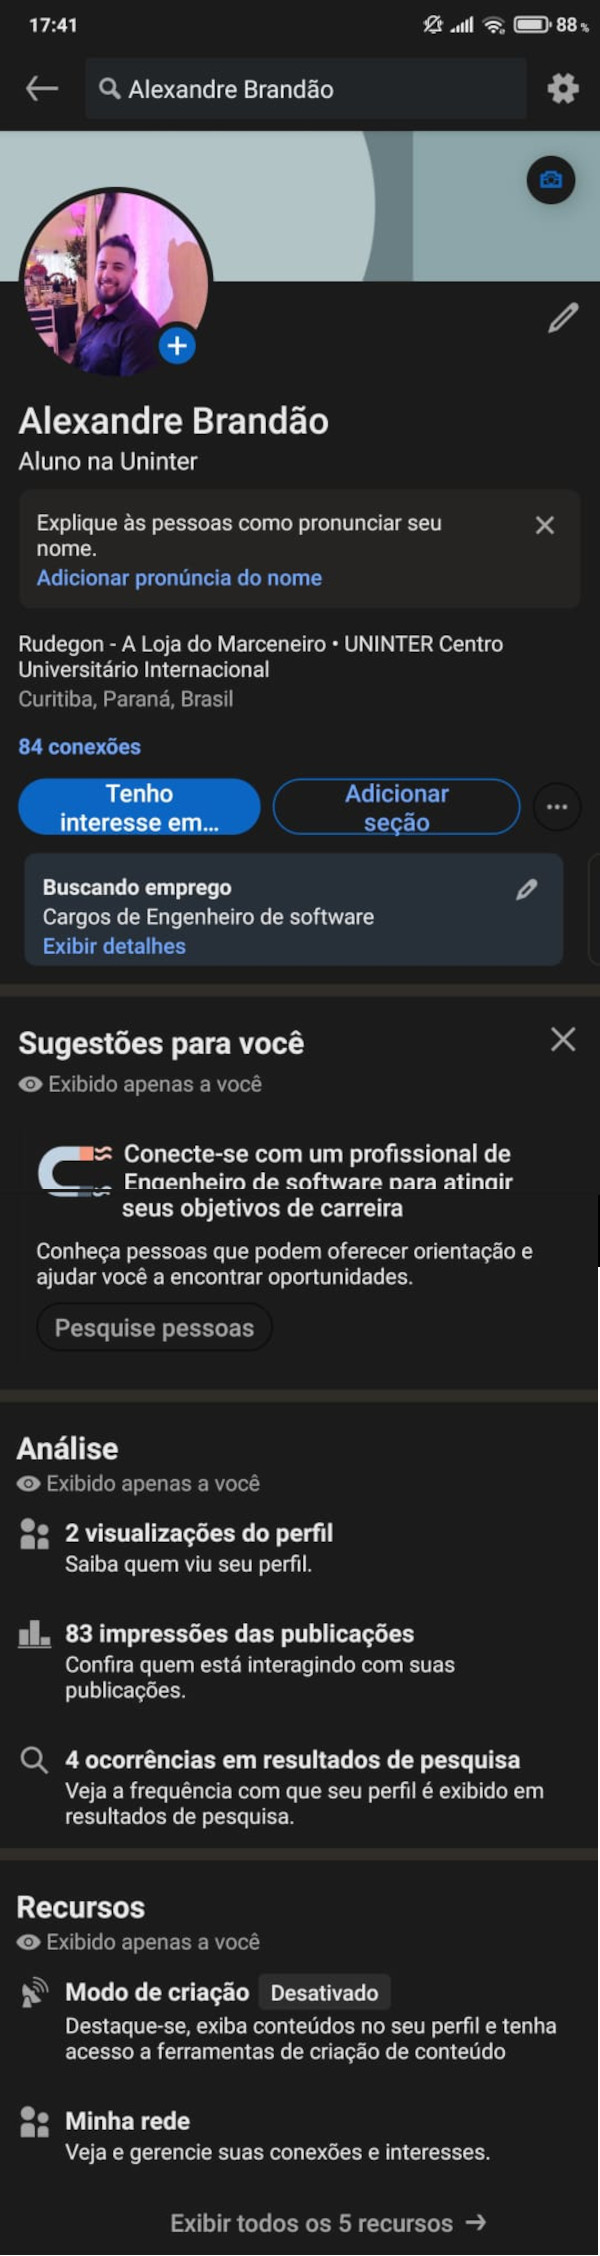 17:41
88%
Alexandre Brandão
Alexandre Brandão
Aluno na Uninter
Explique às pessoas como pronunciar seu
nome.
Adicionar pronúncia do nome
Rudegon - A Loja do Marceneiro • UNINTER Centro
Universitário Internacional
Curitiba, Paraná, Brasil
84 conexões
Tenho
interesse em...
Adicionar
seção
Buscando emprego
Cargos de Engenheiro de software
Exibir detalhes
Sugestões para você
Exibido apenas a você
Conecte-se com um profissional de
Engenheiro de software para atingir
seus objetivos de carreira
Conheça pessoas que podem oferecer orientação e
ajudar você a encontrar oportunidades.
Pesquise pessoas
Análise
Exibido apenas a você
2 visualizações do perfil
Saiba quem viu seu perfil.
83 impressões das publicações
Confira quem está interagindo com suas
publicações.
4 ocorrências em resultados de pesquisa
Veja a frequência com que seu perfil é exibido em
resultados de pesquisa.
Recursos
Exibido apenas a você
Modo de criação Desativado
Destaque-se, exiba conteúdos no seu perfil e tenha
acesso a ferramentas de criação de conteúdo
Minha rede
Veja e gerencie suas conexões e interesses.
Exibir todos os 5 recursos →